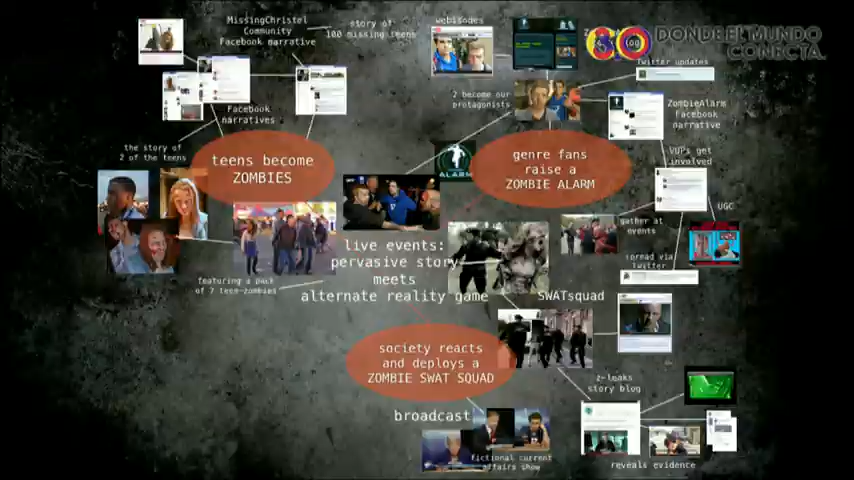 MissingChristel
Community
Facebook narrative
story of
100 missing teens
webisodes
DONDE EL MUNDO
CONECTA.
Twitter updates
Facebook
narratives
2 become our
protagonists
ZombieAlarm
Facebook
narrative
the story of
2 of the teens
teens become
ZOMBIES
ALARM
genre fans
raise a
ZOMBIE ALARM
VUPs get
involved
UGC
gather at
events
live events:
pervasive story
meets
alternate reality game
spread via
twitter
featuring a pack
of 7 teen-zombies
SWATsquad
society reacts
and deploys a
ZOMBIE SWAT SQUAD
z-leaks
story blog
broadcast
fictional current
affairs show
reveals evidence